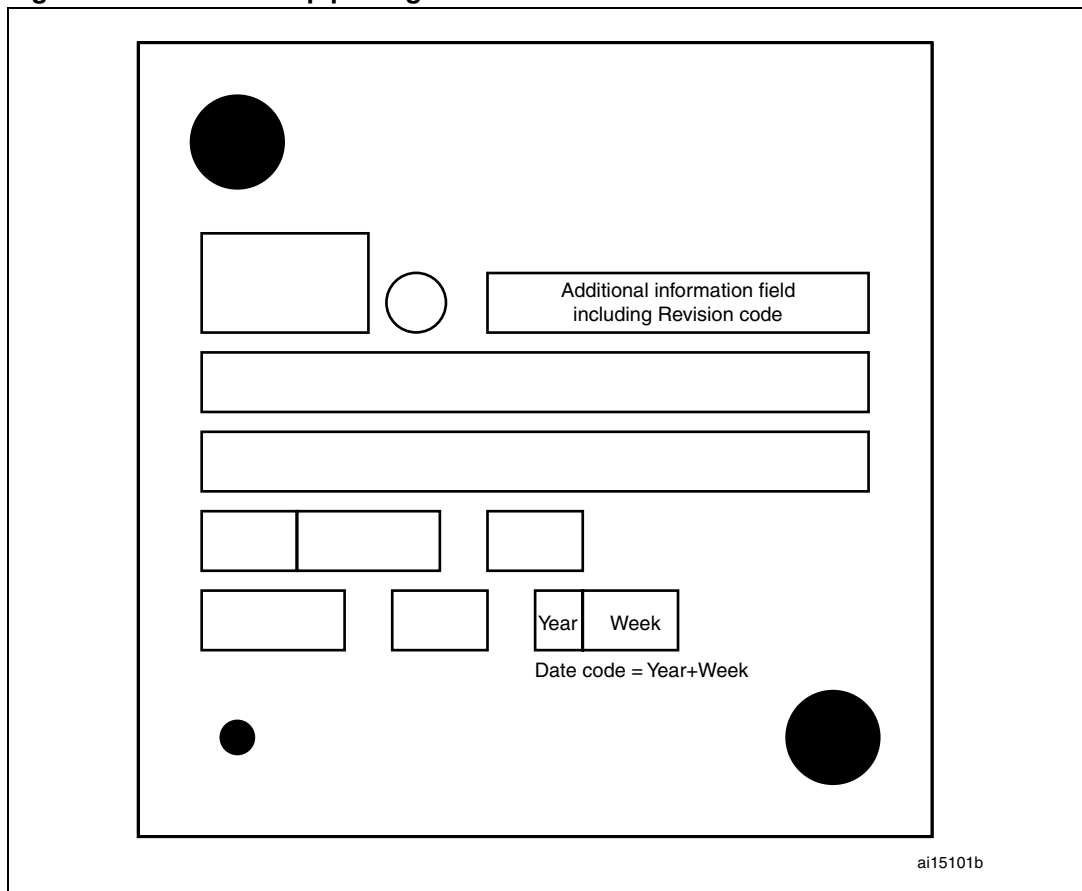 Additional information field
including Revision code
Year Week
Date code = Year+Week
ai15101b